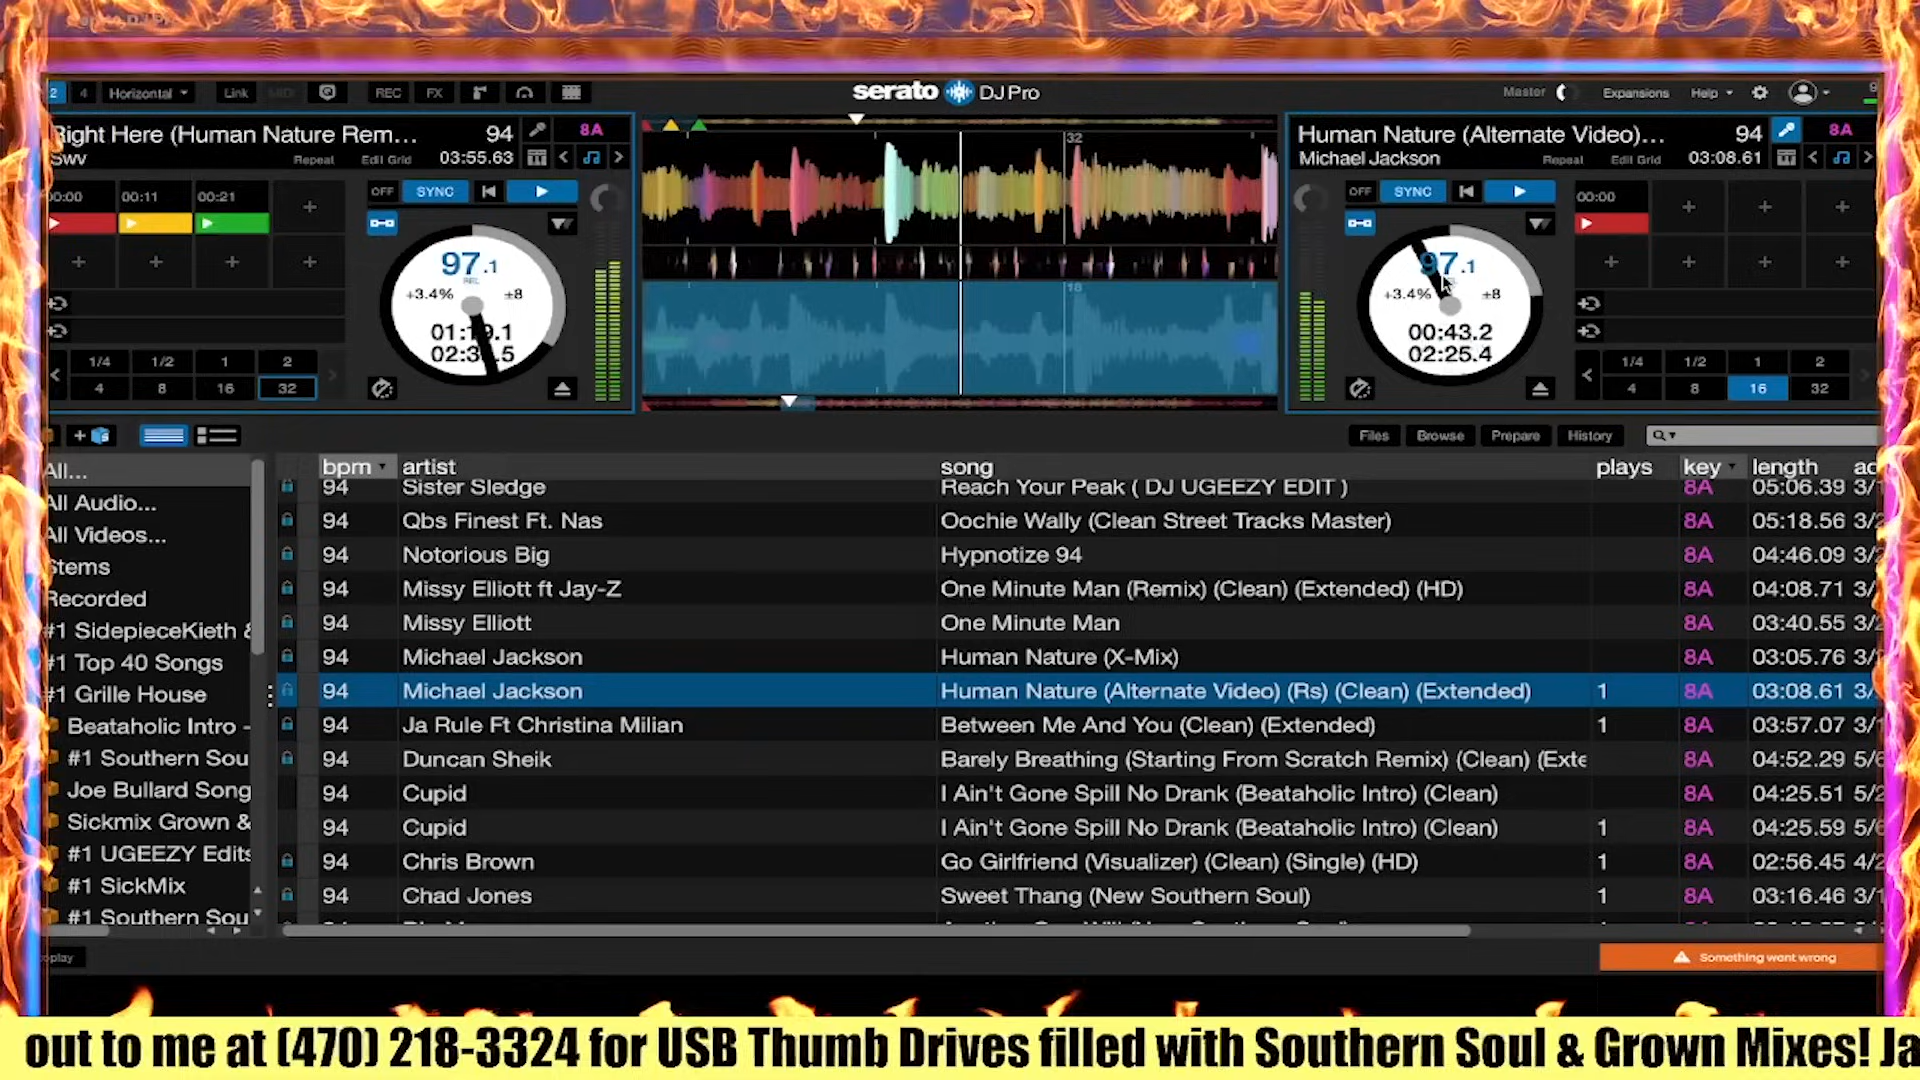 2 4 Horizontal Link MIDI REC FX serato DJ Pro Master Expansions Help
Right Here (Human Nature Rem... 94 8A
Swv Repeal Edit Grid 03:55.63
00:00 00:11 00:21
OFF SYNC
97.1
+3.4% ±8
1/4 1/2 1 2
4 8 16 32
32
18
Human Nature (Alternate Video)... 94 8A
Michael Jackson Repeal Edit Grid 03:08.61
OFF SYNC 00:00
97.1
+3.4% ±8
00:43.2
02:25.4
1/4 1/2 1 2
4 8 16 32
Files Browse Prepare History
All...
All Audio...
All Videos...
Stems
Recorded
#1 SidepieceKieth &
#1 Top 40 Songs
#1 Grille House
Beataholic Intro -
#1 Southern Sou
Joe Bullard Song
Sickmix Grown &
#1 UGEEZY Edits
#1 SickMix
#1 Southern Sou
bpm artist song plays key length
94 Sister Sledge Reach Your Peak ( DJ UGEEZY EDIT ) 8A 05:06.39
94 Qbs Finest Ft. Nas Oochie Wally (Clean Street Tracks Master) 8A 05:18.56
94 Notorious Big Hypnotize 94 8A 04:46.09
94 Missy Elliott ft Jay-Z One Minute Man (Remix) (Clean) (Extended) (HD) 8A 04:08.71
94 Missy Elliott One Minute Man 8A 03:40.55
94 Michael Jackson Human Nature (X-Mix) 8A 03:05.76
94 Michael Jackson Human Nature (Alternate Video) (Rs) (Clean) (Extended) 1 8A 03:08.61
94 Ja Rule Ft Christina Milian Between Me And You (Clean) (Extended) 1 8A 03:57.07
94 Duncan Sheik Barely Breathing (Starting From Scratch Remix) (Clean) (Exte 8A 04:52.29
94 Cupid I Ain't Gone Spill No Drank (Beataholic Intro) (Clean) 8A 04:25.51
94 Cupid I Ain't Gone Spill No Drank (Beataholic Intro) (Clean) 1 8A 04:25.59
94 Chris Brown Go Girlfriend (Visualizer) (Clean) (Single) (HD) 1 8A 02:56.45
94 Chad Jones Sweet Thang (New Southern Soul) 1 8A 03:16.46
Something went wrong
out to me at (470) 218-3324 for USB Thumb Drives filled with Southern Soul & Grown Mixes! Ja